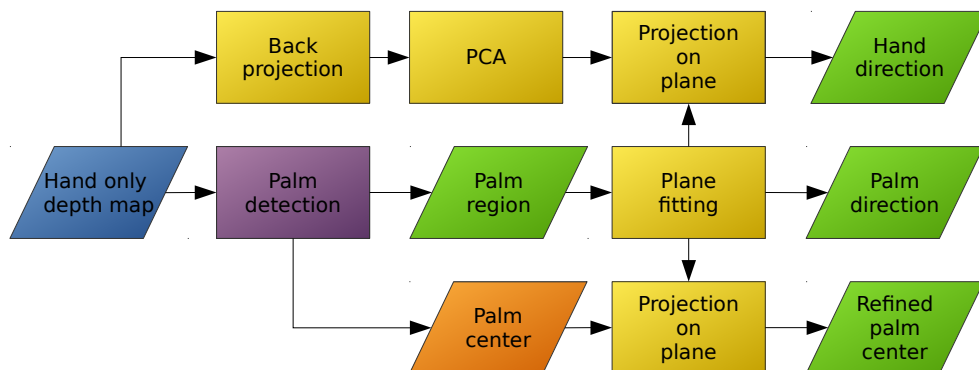 Back
projection
PCA
Projection
on
plane
Hand
direction
Hand only
depth map
Palm
detection
Palm
region
Plane
fitting
Palm
direction
Palm
center
Projection
on
plane
Refined
palm
center